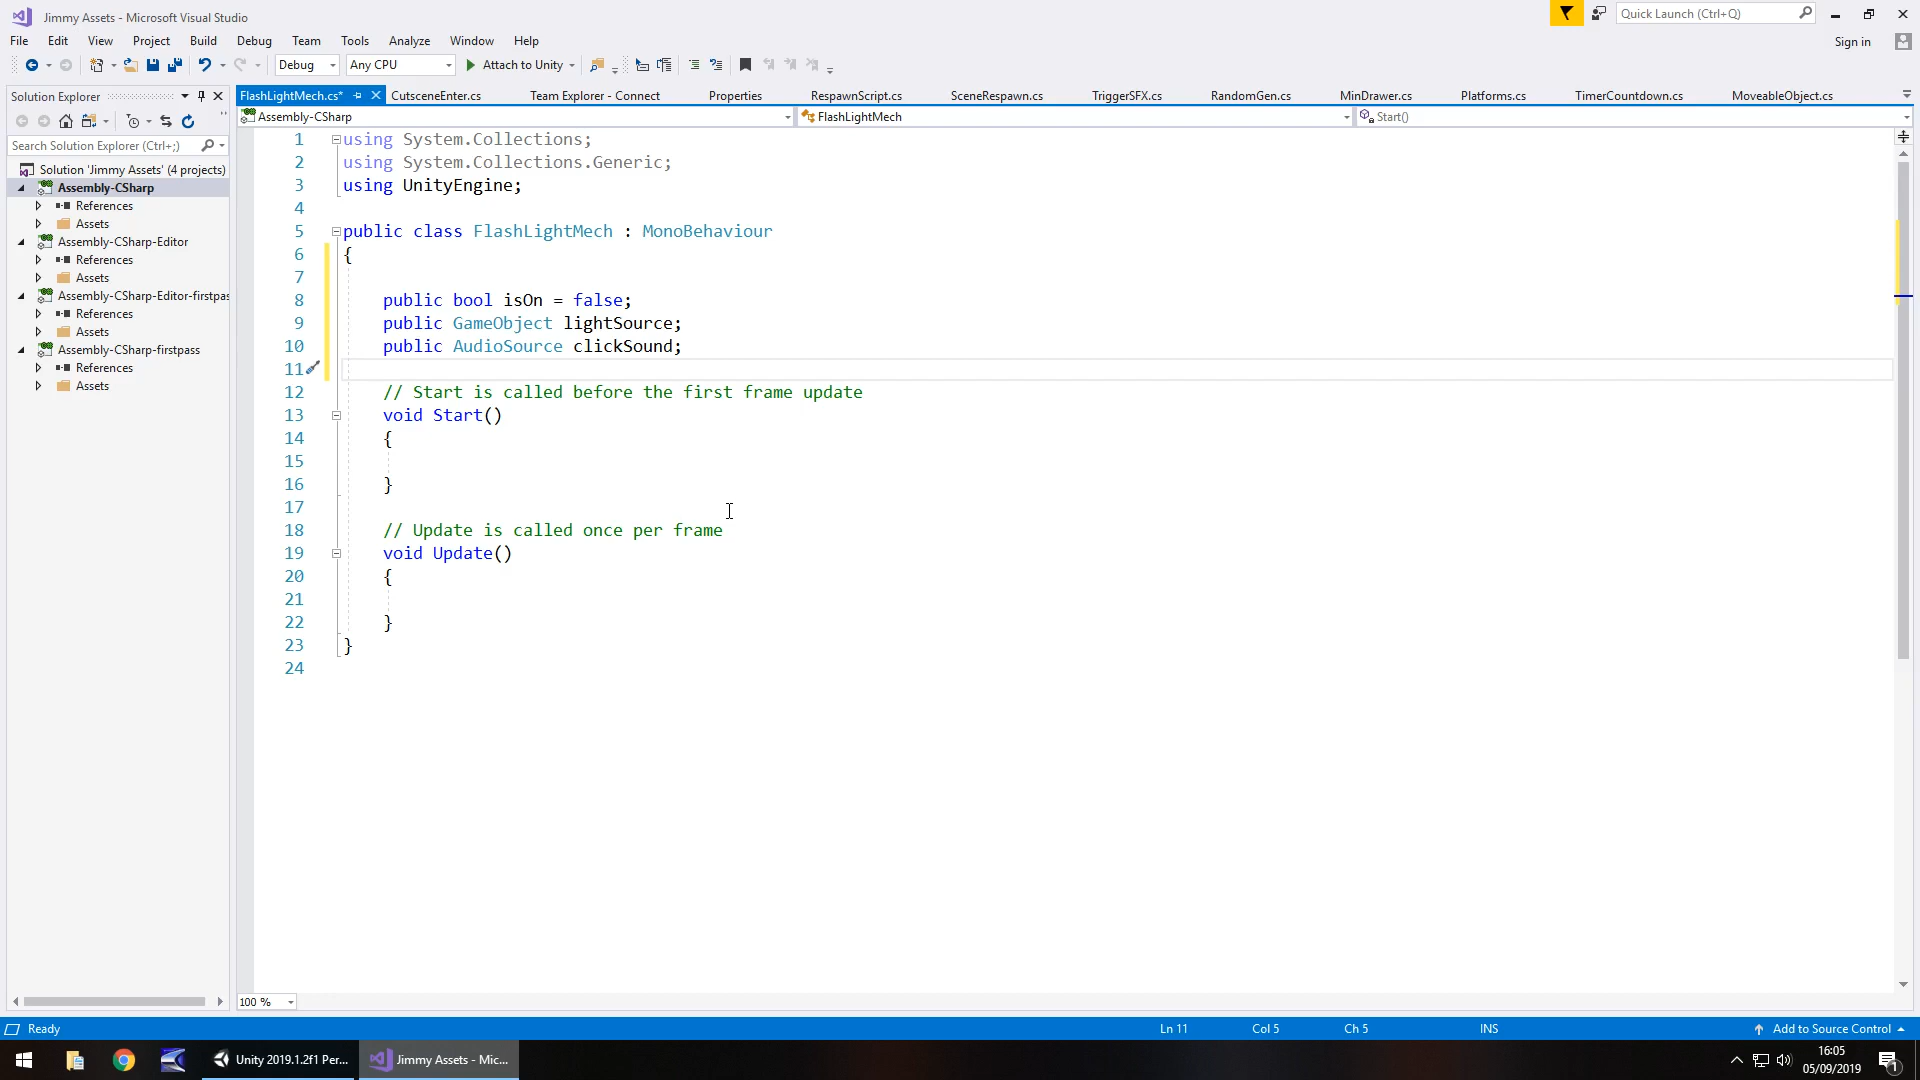 Jimmy Assets - Microsoft Visual Studio
Quick Launch (Ctrl+Q)
File Edit View Project Build Debug Team Tools Analyze Window Help
Sign in
Debug Any CPU Attach to Unity
Solution Explorer
FlashLightMech.cs* CutsceneEnter.cs Team Explorer - Connect Properties RespawnScript.cs SceneRespawn.cs TriggerSFX.cs RandomGen.cs MinDrawer.cs Platforms.cs TimerCountdown.cs MoveableObject.cs
Assembly-CSharp FlashLightMech Start()
Search Solution Explorer (Ctrl+;)
Solution 'Jimmy Assets' (4 projects)
Assembly-CSharp
References
Assets
Assembly-CSharp-Editor
References
Assets
Assembly-CSharp-Editor-firstpas
References
Assets
Assembly-CSharp-firstpass
References
Assets
1 using System.Collections;
2 using System.Collections.Generic;
3 using UnityEngine;
4
5 public class FlashLightMech : MonoBehaviour
6 {
7
8 public bool isOn = false;
9 public GameObject lightSource;
10 public AudioSource clickSound;
11
12 // Start is called before the first frame update
13 void Start()
14 {
15
16 }
17
18 // Update is called once per frame
19 void Update()
20 {
21
22 }
23 }
24
100 %
Ready Ln 11 Col 5 Ch 5 INS Add to Source Control
Unity 2019.1.2f1 Per... Jimmy Assets - Mic...
16:05
05/09/2019
1